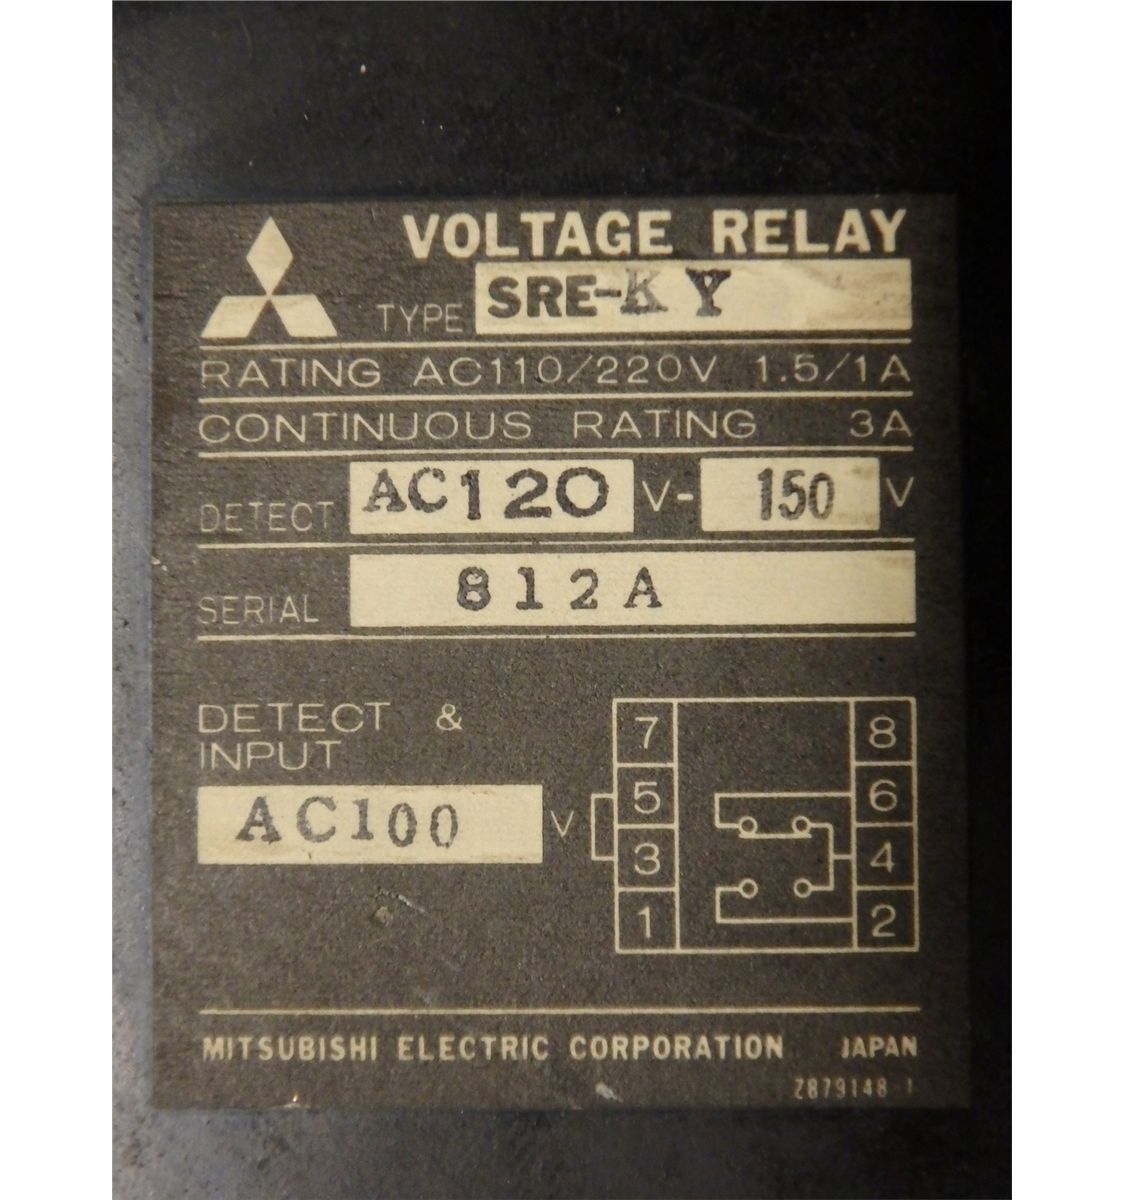 VOLTAGE RELAY
TYPE SRE-KY
RATING AC110/220V 1.5/1A
CONTINUOUS RATING 3A
DETECT AC120 V- 150 V
SERIAL 812A
DETECT &
INPUT
AC100 V
7 8
5 6
3 4
1 2
MITSUBISHI ELECTRIC CORPORATION JAPAN
Z879148-1